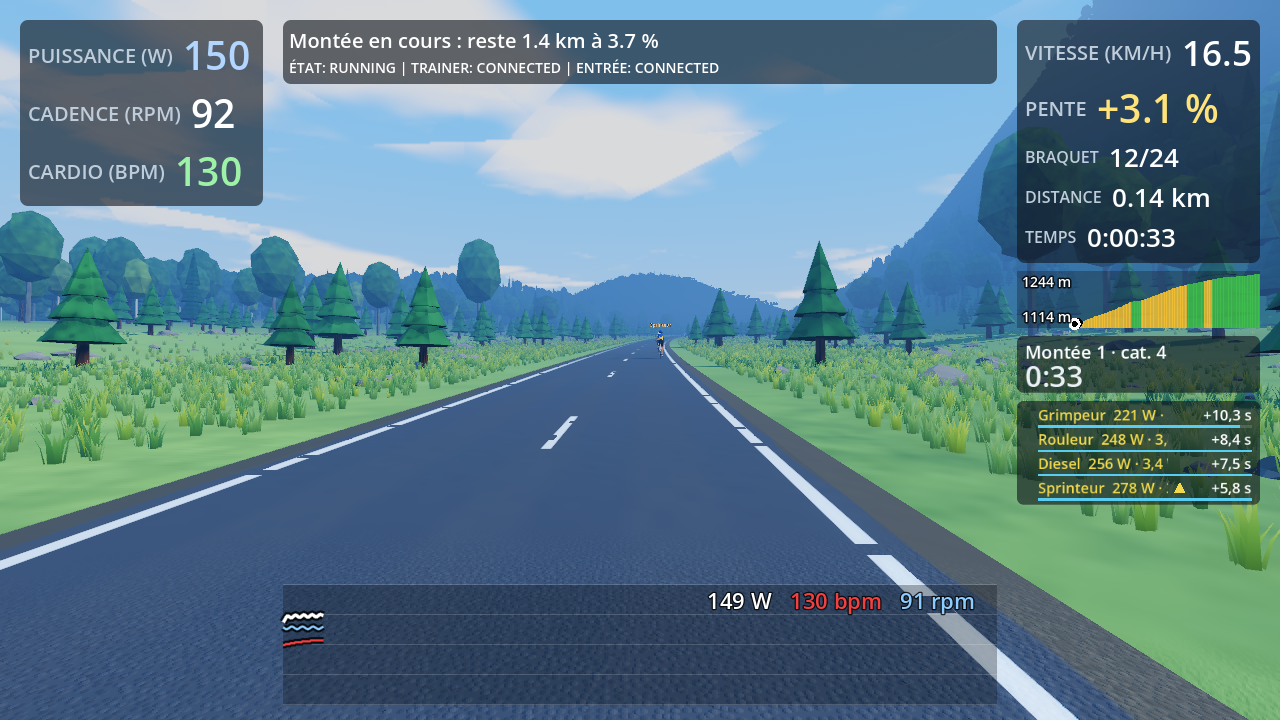 PUISSANCE (W) 150
CADENCE (RPM) 92
CARDIO (BPM) 130
Montée en cours : reste 1.4 km à 3.7 %
ÉTAT: RUNNING | TRAINER: CONNECTED | ENTRÉE: CONNECTED
VITESSE (KM/H) 16.5
PENTE +3.1 %
BRAQUET 12/24
DISTANCE 0.14 km
TEMPS 0:00:33
1244 m
1114 m
Montée 1 · cat. 4
0:33
Grimpeur 221 W · +10,3 s
Rouleur 248 W · 3, +8,4 s
Diesel 256 W · 3,4 +7,5 s
Sprinteur 278 W · +5,8 s
Sprinteur
149 W 130 bpm 91 rpm